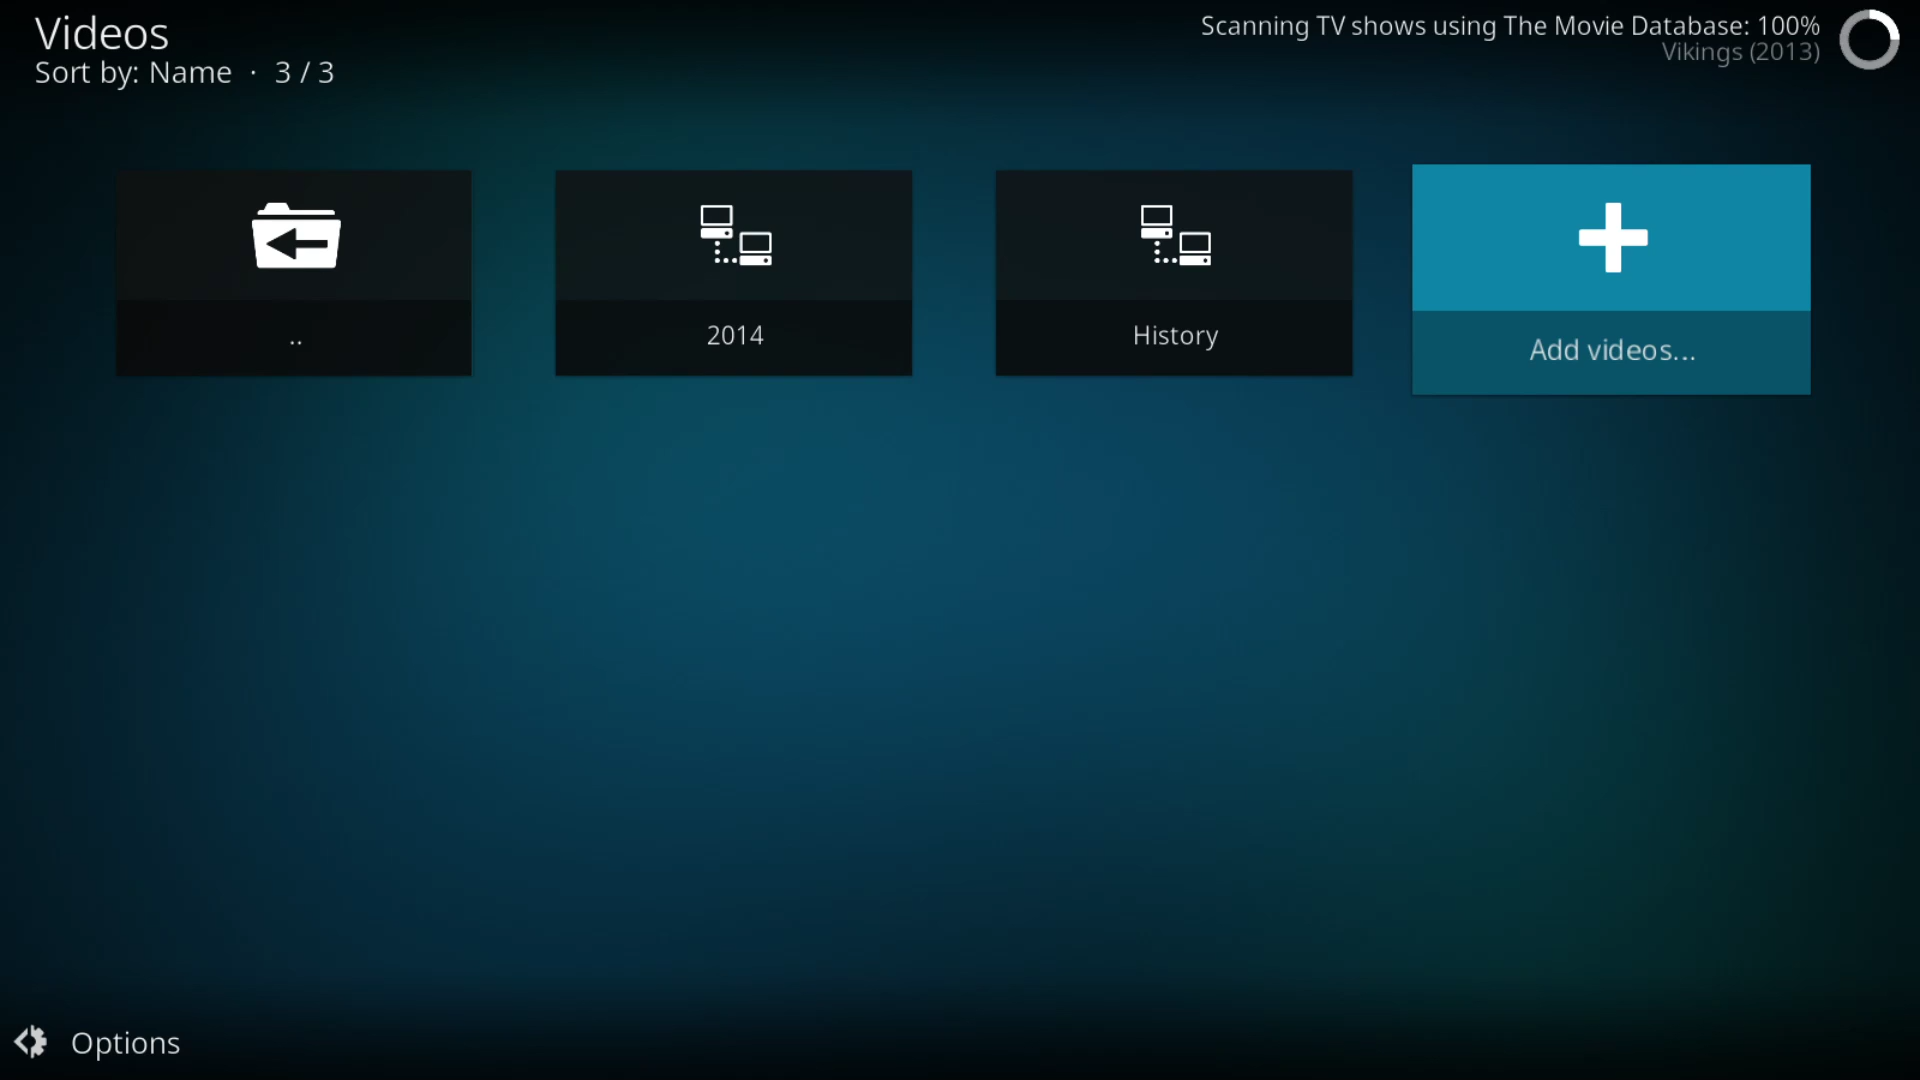 Videos
Sort by: Name · 3 / 3
Scanning TV shows using The Movie Database: 100%
Vikings (2013)
..
2014
History
Add videos...
Options